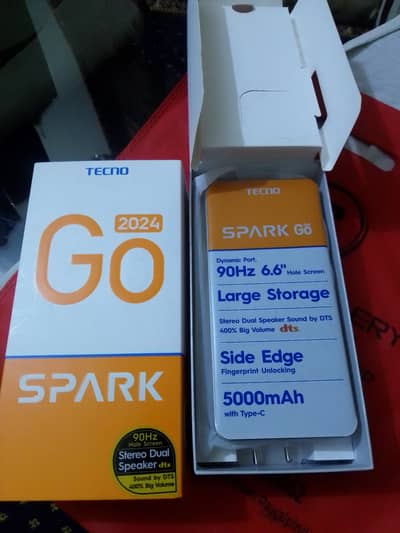 TECNO
Go
2024
SPARK
90Hz
Hole Screen
Stereo Dual
Speaker dts
Sound by DTS
400% Big Volume
TECNO
SPARK Go
Dynamic Port.
90Hz 6.6" Hole Screen
Large Storage
Stereo Dual Speaker Sound by DTS
400% Big Volume dts
Side Edge
Fingerprint Unlocking
5000mAh
with Type-C
ERY